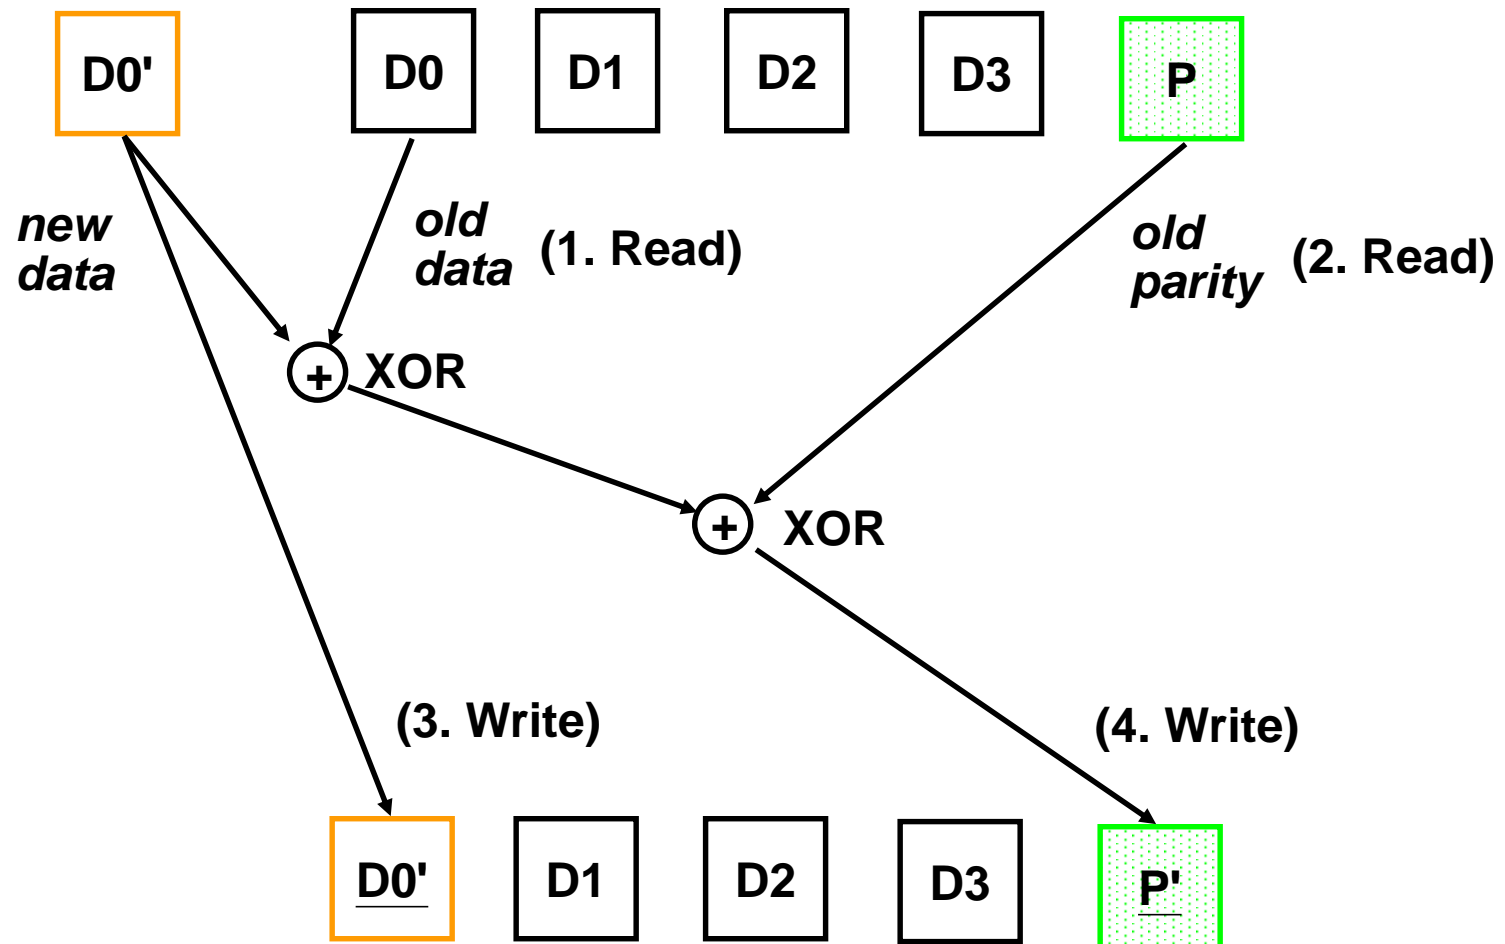 D0'
D0
D1
D2
D3
P
new
data
old
data
(1. Read)
old
parity
(2. Read)
+
XOR
+
XOR
(3. Write)
(4. Write)
D0'
D1
D2
D3
P'